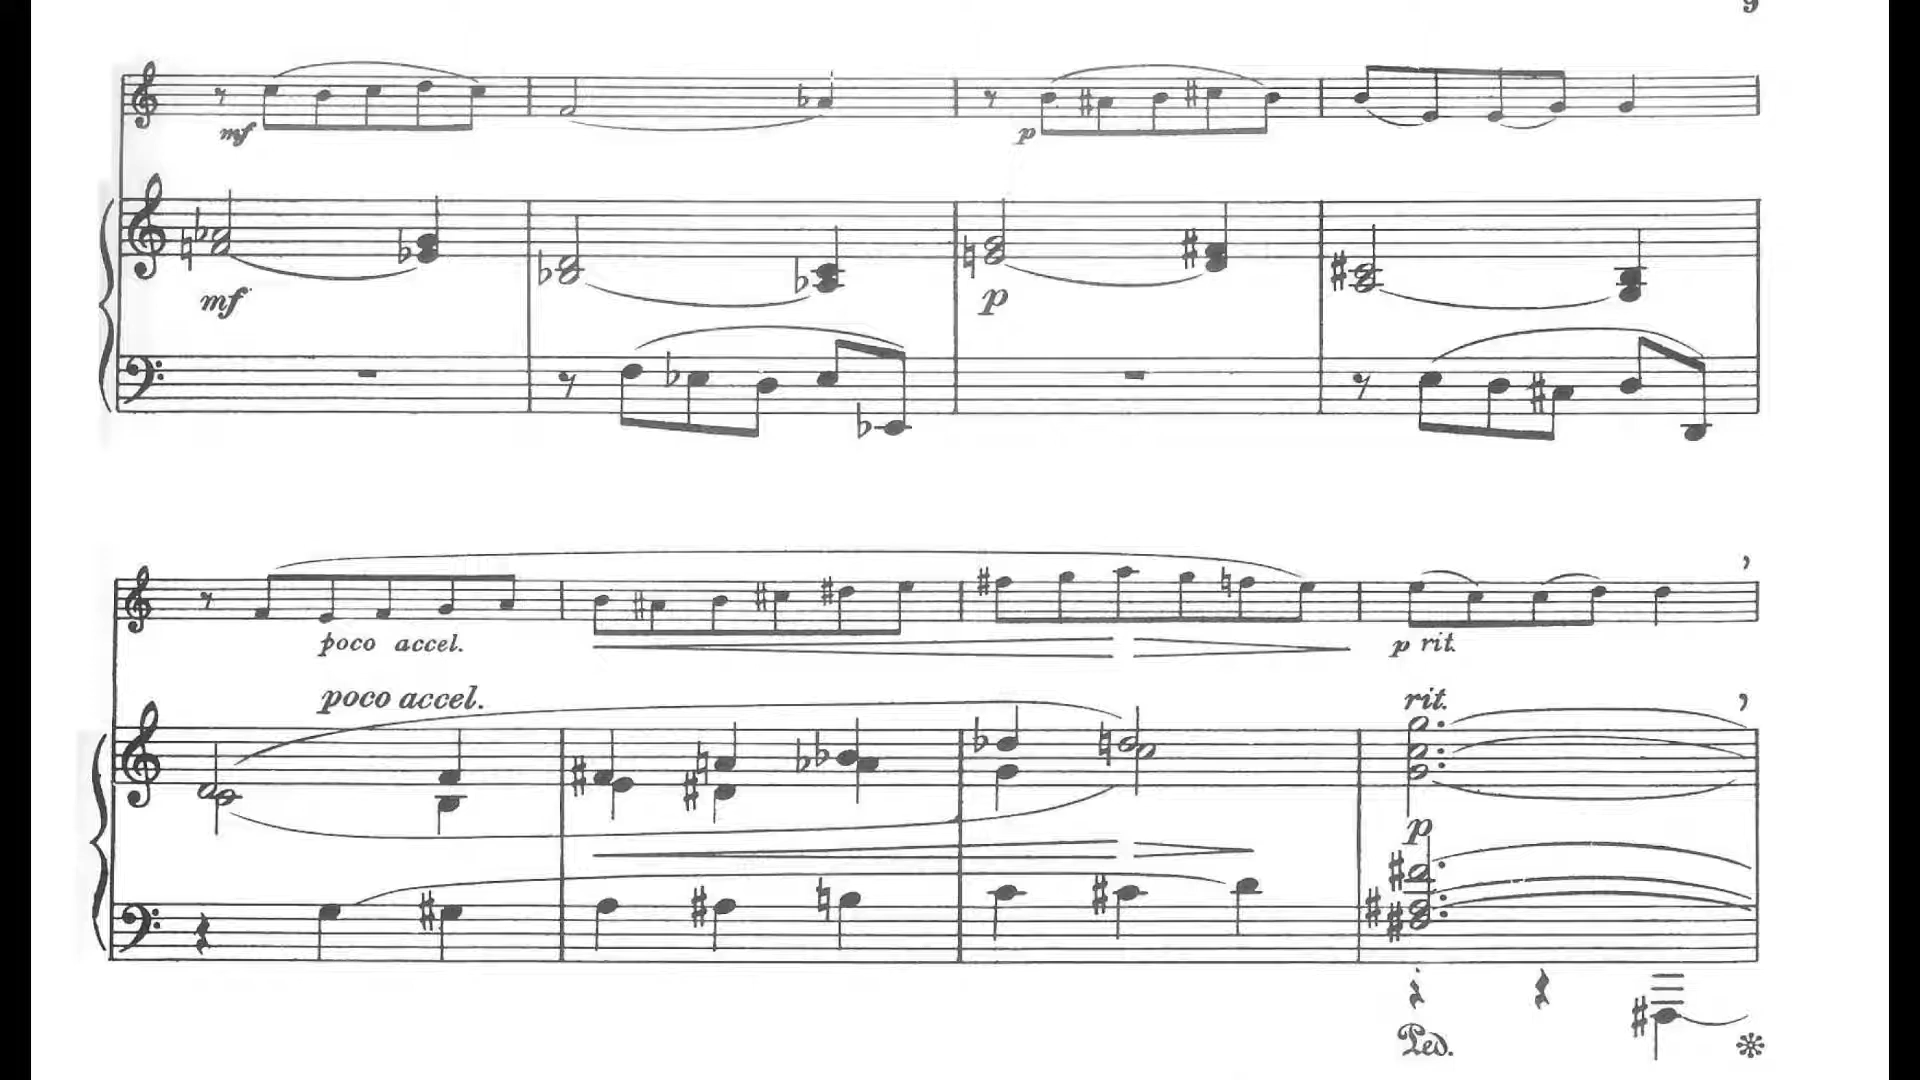 9
mf
p
mf
p
poco accel.
p rit.
poco accel.
rit.
p
Ped.